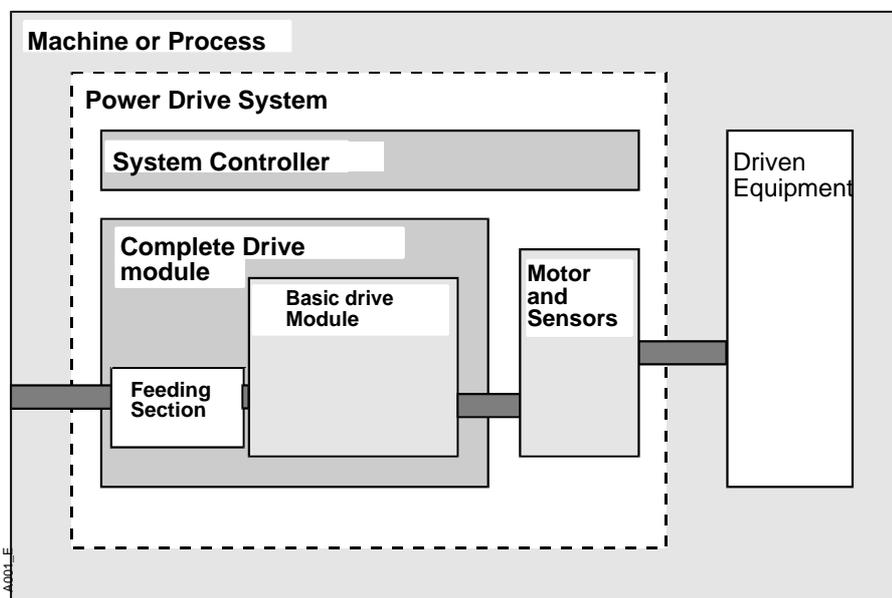 Machine or Process
Power Drive System
System Controller
Driven
Equipment
Complete Drive
module
Basic drive
Module
Motor
and
Sensors
Feeding
Section
A001_E